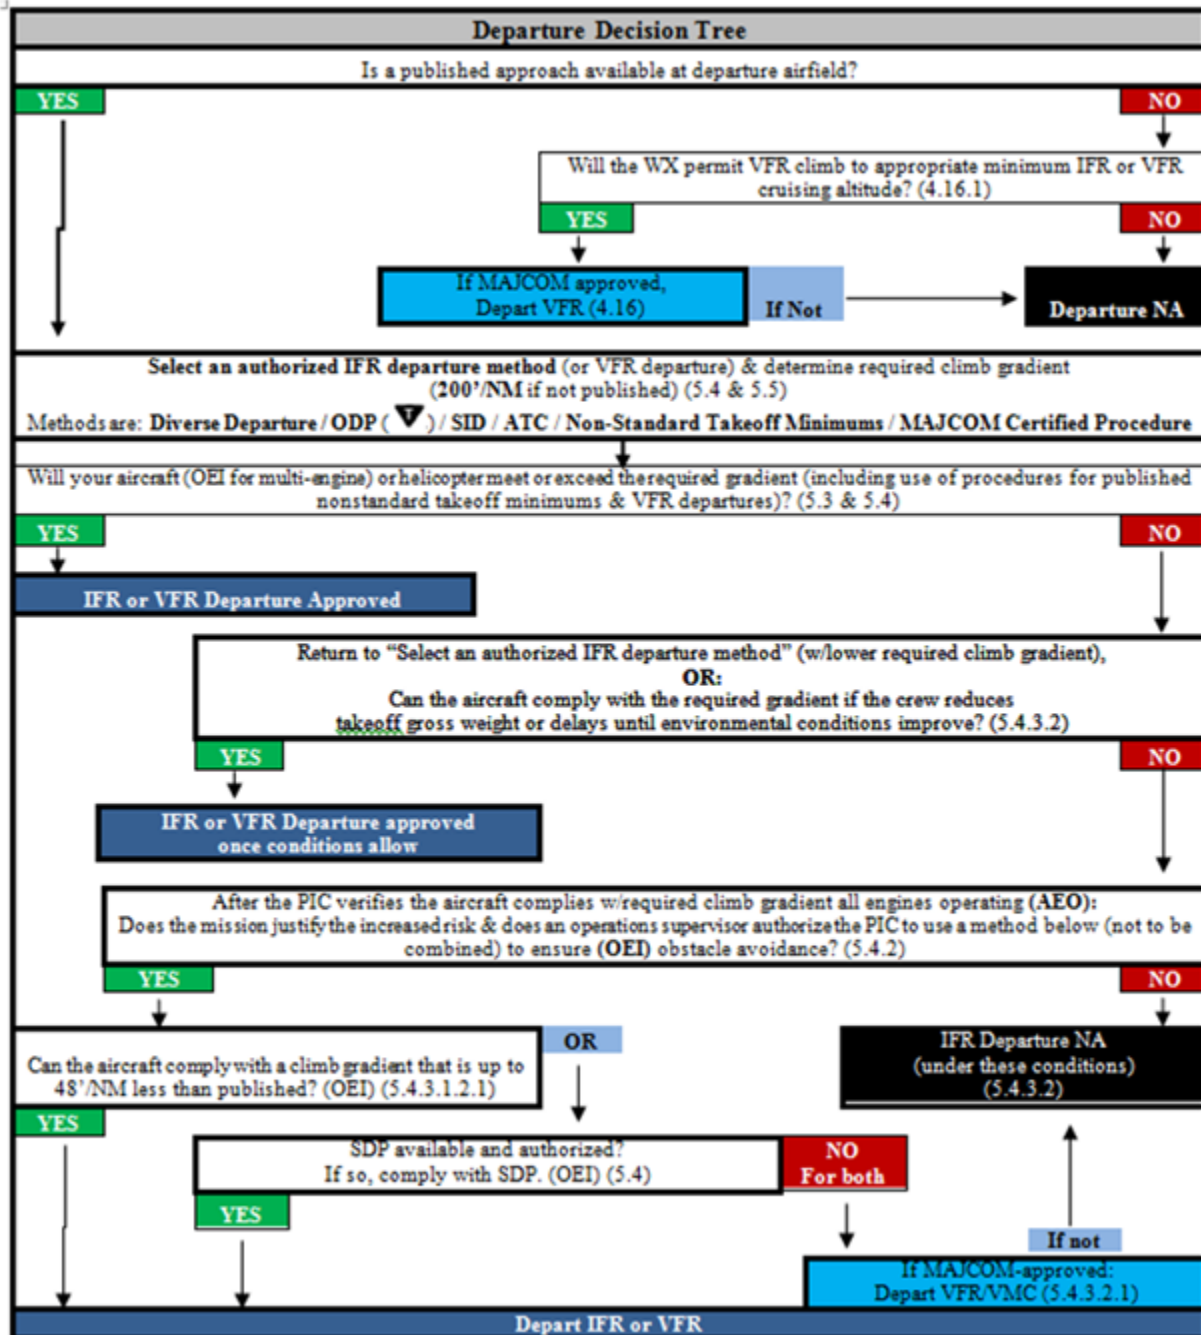 Departure Decision Tree
Is a published approach available at departure airfield?
YES
NO
Will the WX permit VFR climb to appropriate minimum IFR or VFR
cruising altitude? (4.16.1)
YES
NO
If MAJCOM approved,
Depart VFR (4.16)
If Not
Departure NA
Select an authorized IFR departure method (or VFR departure) & determine required climb gradient
(200'/NM if not published) (5.4 & 5.5)
Methods are: Diverse Departure / ODP ( T ) / SID / ATC / Non-Standard Takeoff Minimums / MAJCOM Certified Procedure
Will your aircraft (OEI for multi-engine) or helicopter meet or exceed the required gradient (including use of procedures for published
nonstandard takeoff minimums & VFR departures)? (5.3 & 5.4)
YES
NO
IFR or VFR Departure Approved
Return to “Select an authorized IFR departure method” (w/lower required climb gradient),
OR:
Can the aircraft comply with the required gradient if the crew reduces
takeoff gross weight or delays until environmental conditions improve? (5.4.3.2)
YES
NO
IFR or VFR Departure approved
once conditions allow
After the PIC verifies the aircraft complies w/required climb gradient all engines operating (AEO):
Does the mission justify the increased risk & does an operations supervisor authorize the PIC to use a method below (not to be
combined) to ensure (OEI) obstacle avoidance? (5.4.2)
YES
NO
Can the aircraft comply with a climb gradient that is up to
48'/NM less than published? (OEI) (5.4.3.1.2.1)
OR
IFR Departure NA
(under these conditions)
(5.4.3.2)
YES
SDP available and authorized?
If so, comply with SDP. (OEI) (5.4)
NO
For both
YES
If not
If MAJCOM-approved:
Depart VFR/VMC (5.4.3.2.1)
Depart IFR or VFR